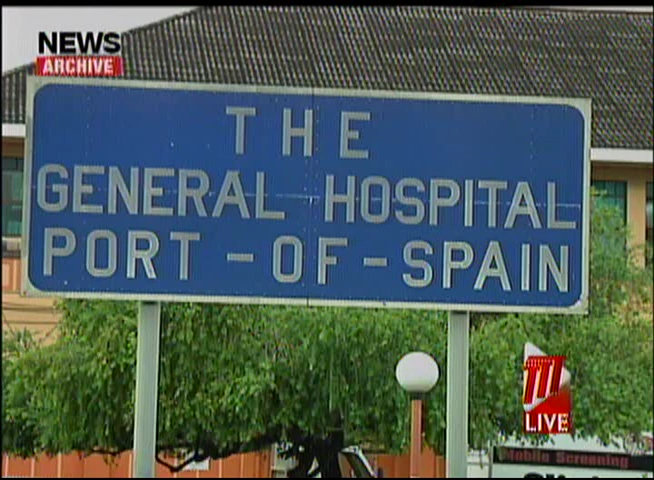 NEWS
ARCHIVE
THE
GENERAL HOSPITAL
PORT - OF - SPAIN
LIVE
Mobile Screening